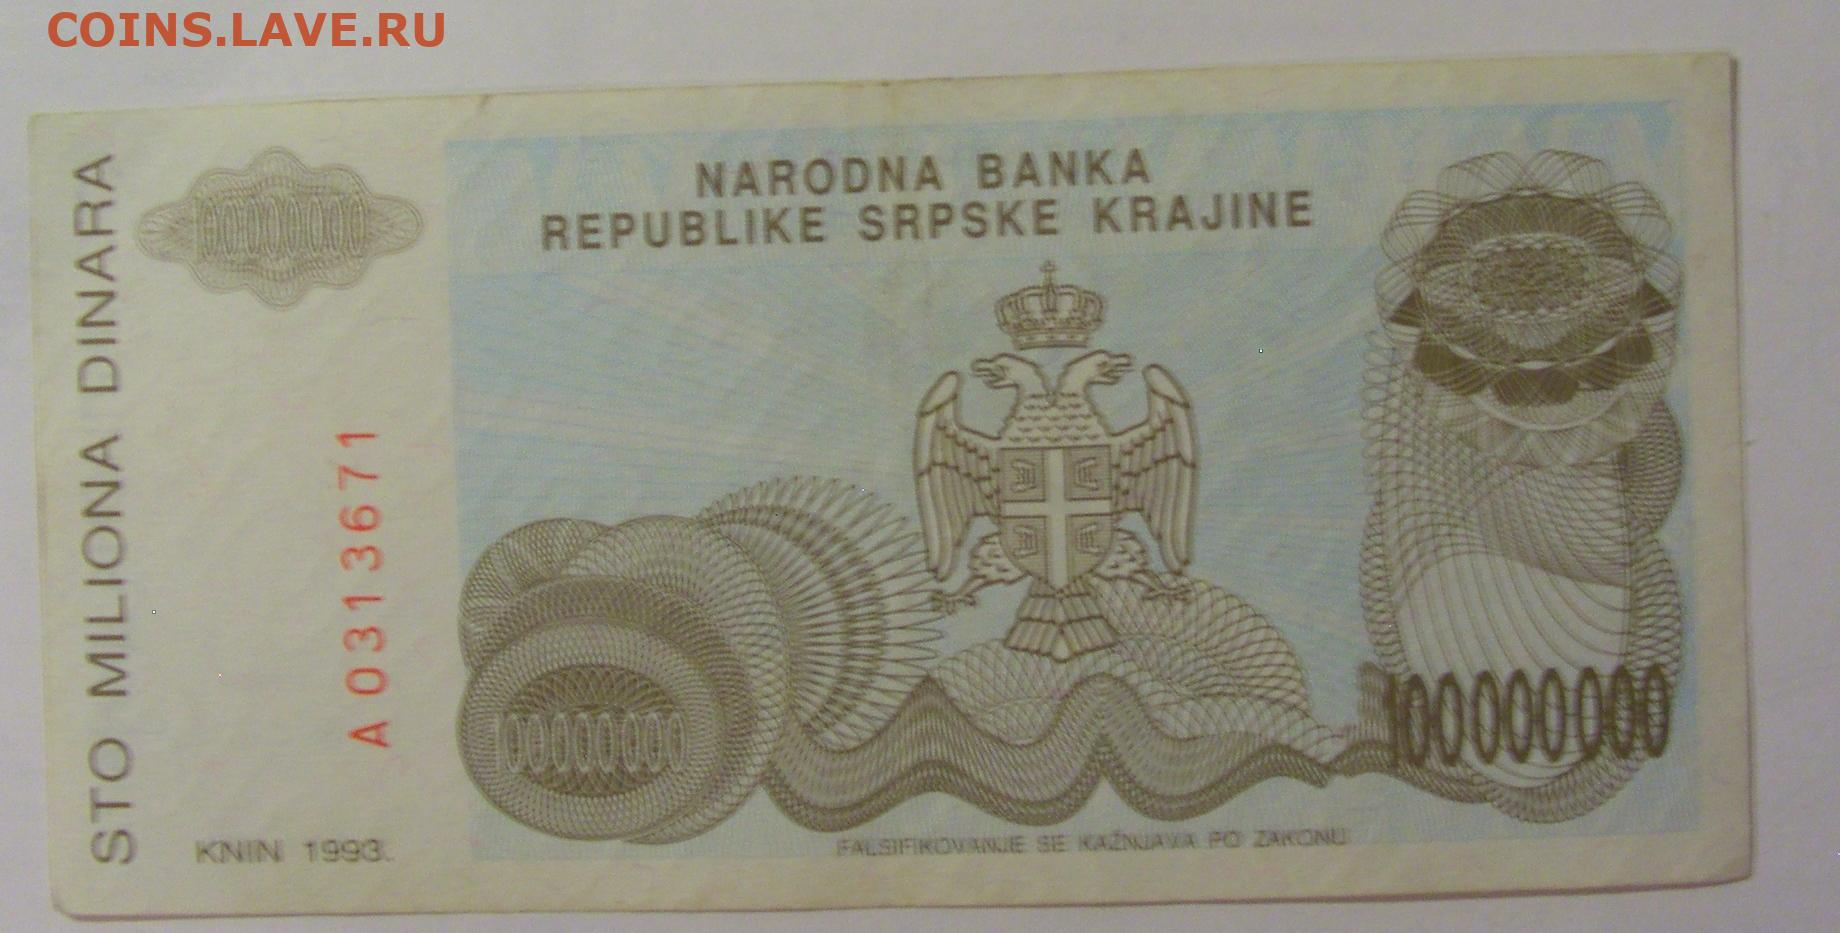 COINS.LAVE.RU
STO MILIONA DINARA
100000000
A 0313671
KNIN 1993.
NARODNA BANKA
REPUBLIKE SRPSKE KRAJINE
100000000
100000000
FALSIFIKOVANJE SE KAŽNJAVA PO ZAKONU